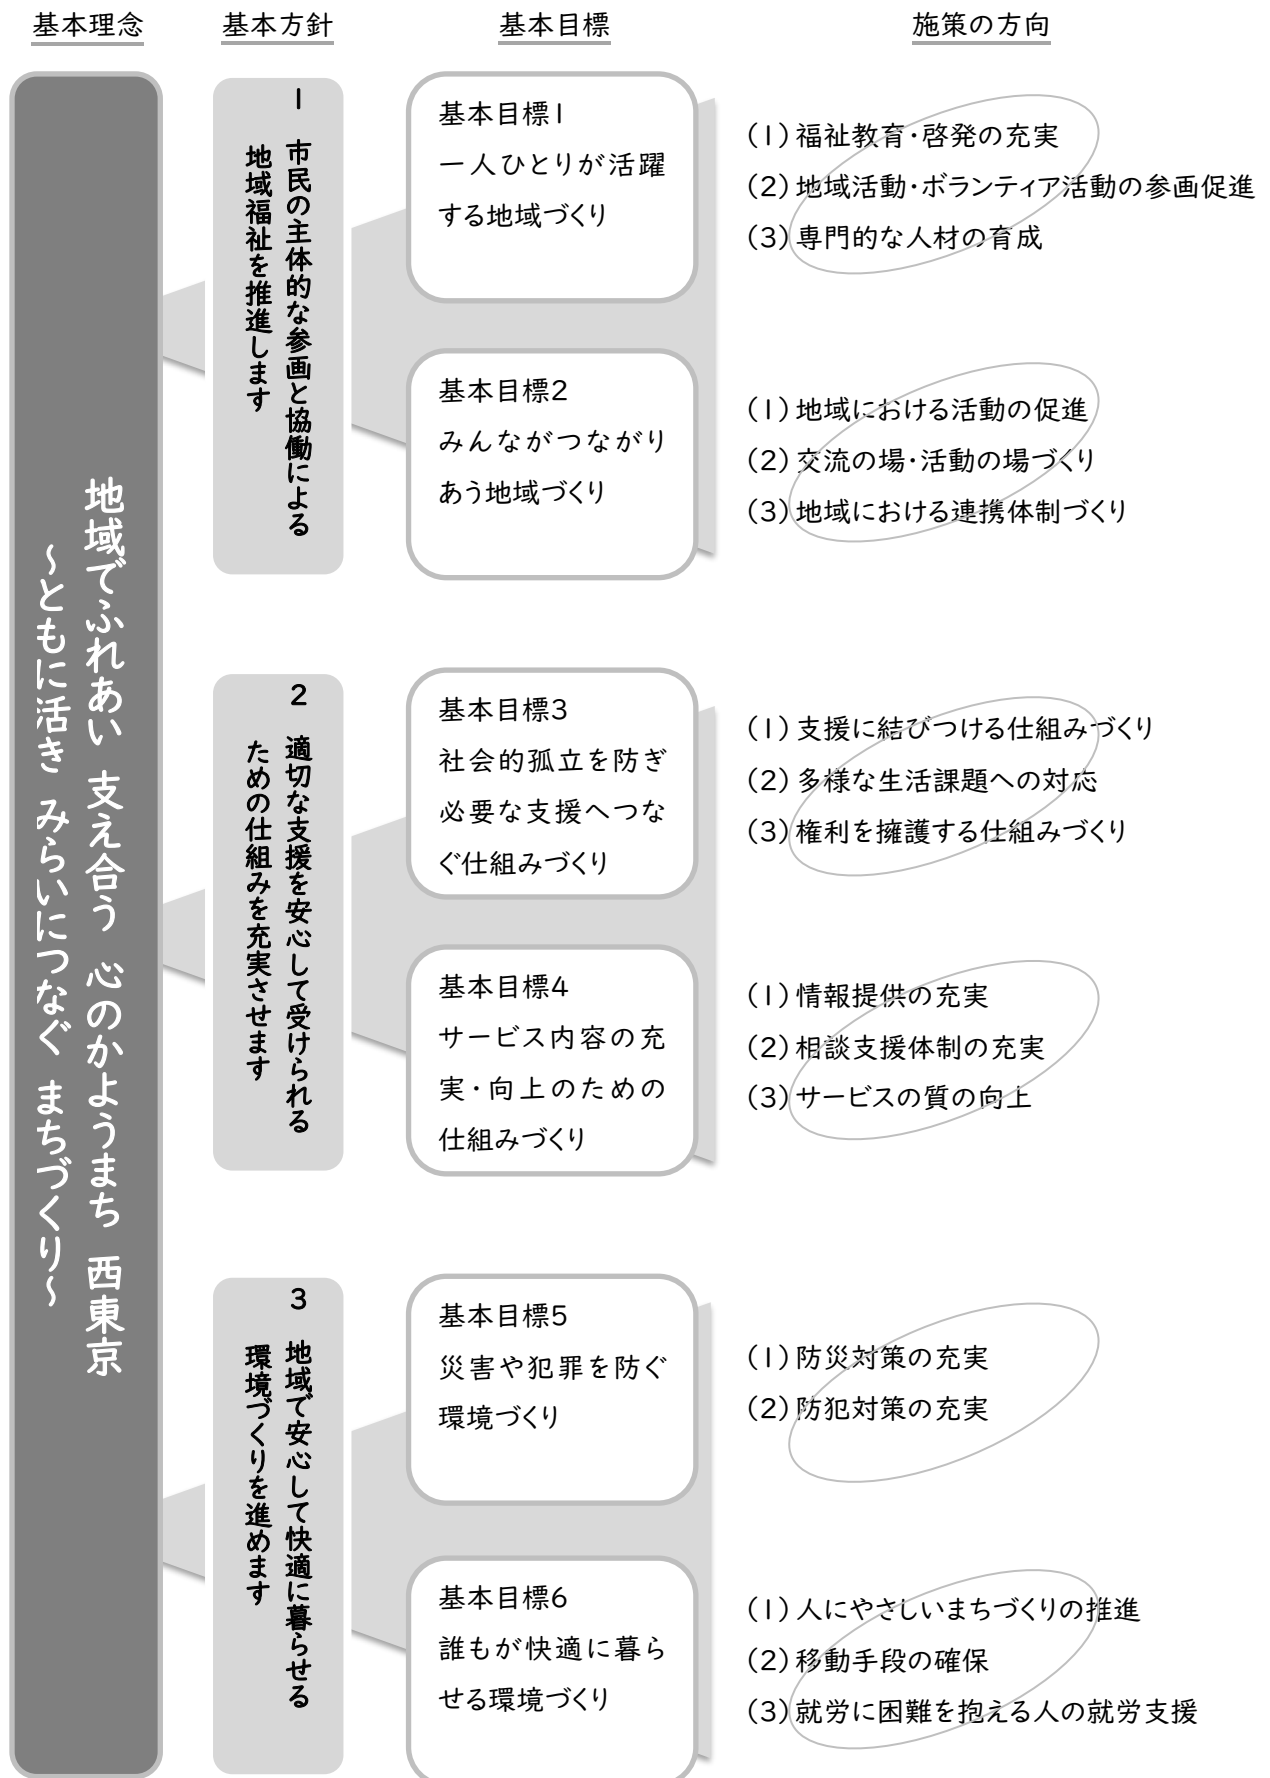 基本理念
基本方針
基本目標
施策の方向
地域でふれあい 支え合う 心のかようまち 西東京
～ともに活き みらいにつなぐ まちづくり～
1 市民の主体的な参画と協働による
地域福祉を推進します
基本目標1
一人ひとりが活躍
する地域づくり
(1)福祉教育・啓発の充実
(2)地域活動・ボランティア活動の参画促進
(3)専門的な人材の育成
基本目標2
みんながつながり
あう地域づくり
(1)地域における活動の促進
(2)交流の場・活動の場づくり
(3)地域における連携体制づくり
2 適切な支援を安心して受けられる
ための仕組みを充実させます
基本目標3
社会的孤立を防ぎ
必要な支援へつな
ぐ仕組みづくり
(1)支援に結びつける仕組みづくり
(2)多様な生活課題への対応
(3)権利を擁護する仕組みづくり
基本目標4
サービス内容の充
実・向上のための
仕組みづくり
(1)情報提供の充実
(2)相談支援体制の充実
(3)サービスの質の向上
3 地域で安心して快適に暮らせる
環境づくりを進めます
基本目標5
災害や犯罪を防ぐ
環境づくり
(1)防災対策の充実
(2)防犯対策の充実
基本目標6
誰もが快適に暮ら
せる環境づくり
(1)人にやさしいまちづくりの推進
(2)移動手段の確保
(3)就労に困難を抱える人の就労支援